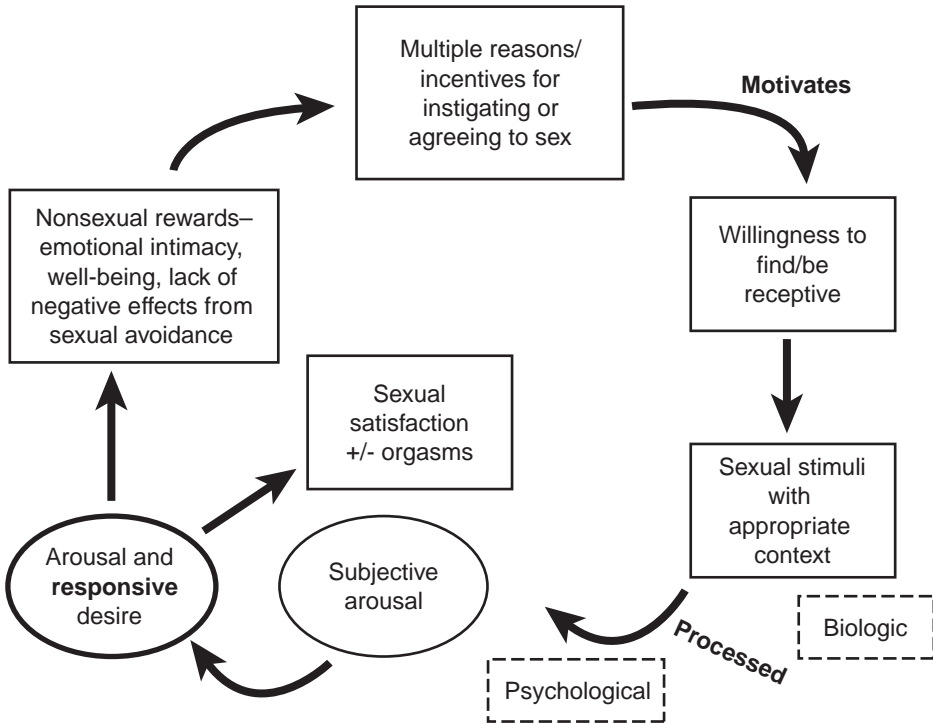 Multiple reasons/
incentives for
instigating or
agreeing to sex
Motivates
Willingness to
find/be
receptive
Sexual stimuli
with
appropriate
context
Processed
Biologic
Psychological
Subjective
arousal
Arousal and
responsive
desire
Sexual
satisfaction
+/- orgasms
Nonsexual rewards–
emotional intimacy,
well-being, lack of
negative effects from
sexual avoidance